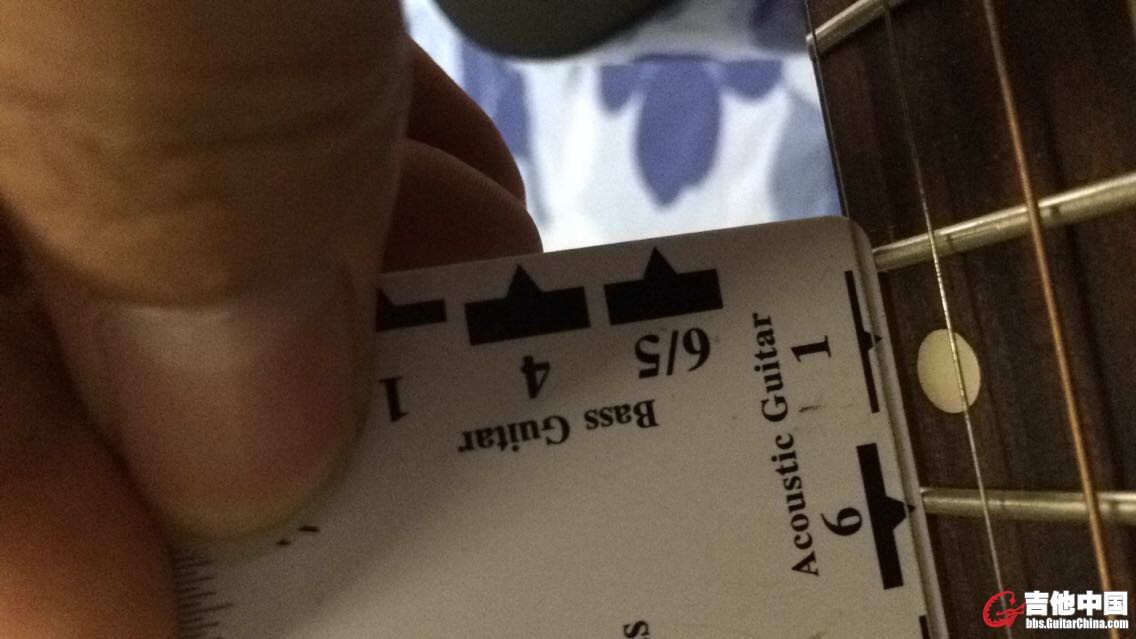 1
4
6/5
Bass Guitar
Acoustic Guitar
1
6
吉他中国
bbs.GuitarChina.com